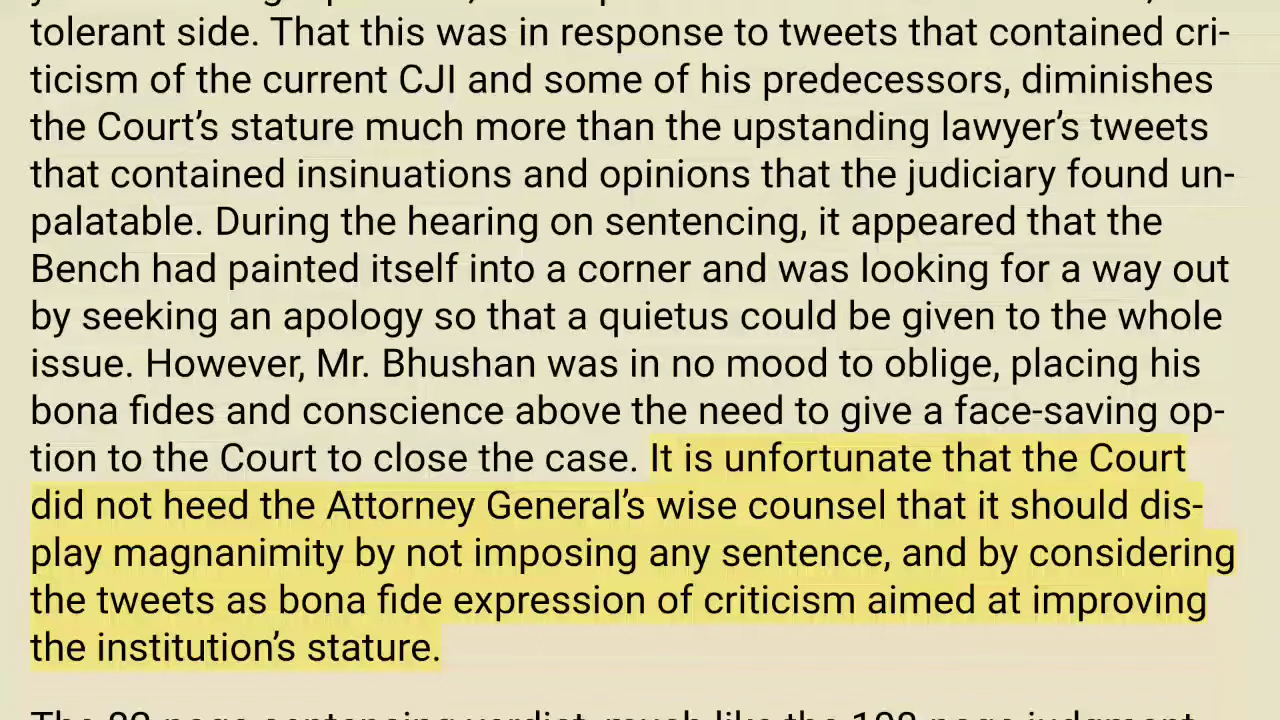 tolerant side. That this was in response to tweets that contained cri-
ticism of the current CJI and some of his predecessors, diminishes
the Court’s stature much more than the upstanding lawyer’s tweets
that contained insinuations and opinions that the judiciary found un-
palatable. During the hearing on sentencing, it appeared that the
Bench had painted itself into a corner and was looking for a way out
by seeking an apology so that a quietus could be given to the whole
issue. However, Mr. Bhushan was in no mood to oblige, placing his
bona fides and conscience above the need to give a face-saving op-
tion to the Court to close the case. It is unfortunate that the Court
did not heed the Attorney General’s wise counsel that it should dis-
play magnanimity by not imposing any sentence, and by considering
the tweets as bona fide expression of criticism aimed at improving
the institution’s stature.